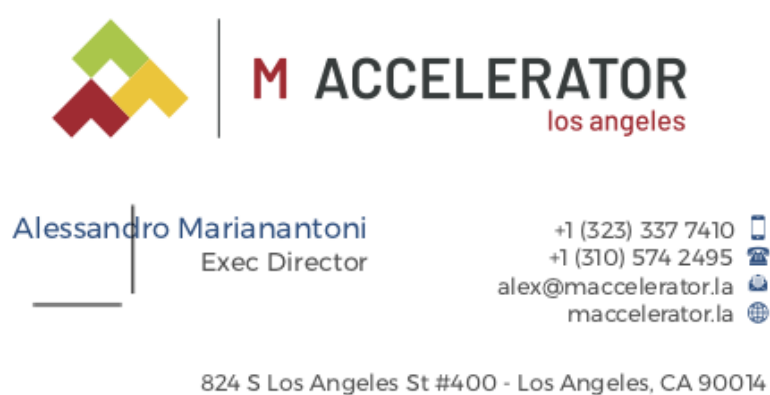 M ACCELERATOR
los angeles
Alessandro Marianantoni
Exec Director
+1 (323) 337 7410
+1 (310) 574 2495
alex@maccelerator.la
maccelerator.la
824 S Los Angeles St #400 - Los Angeles, CA 90014